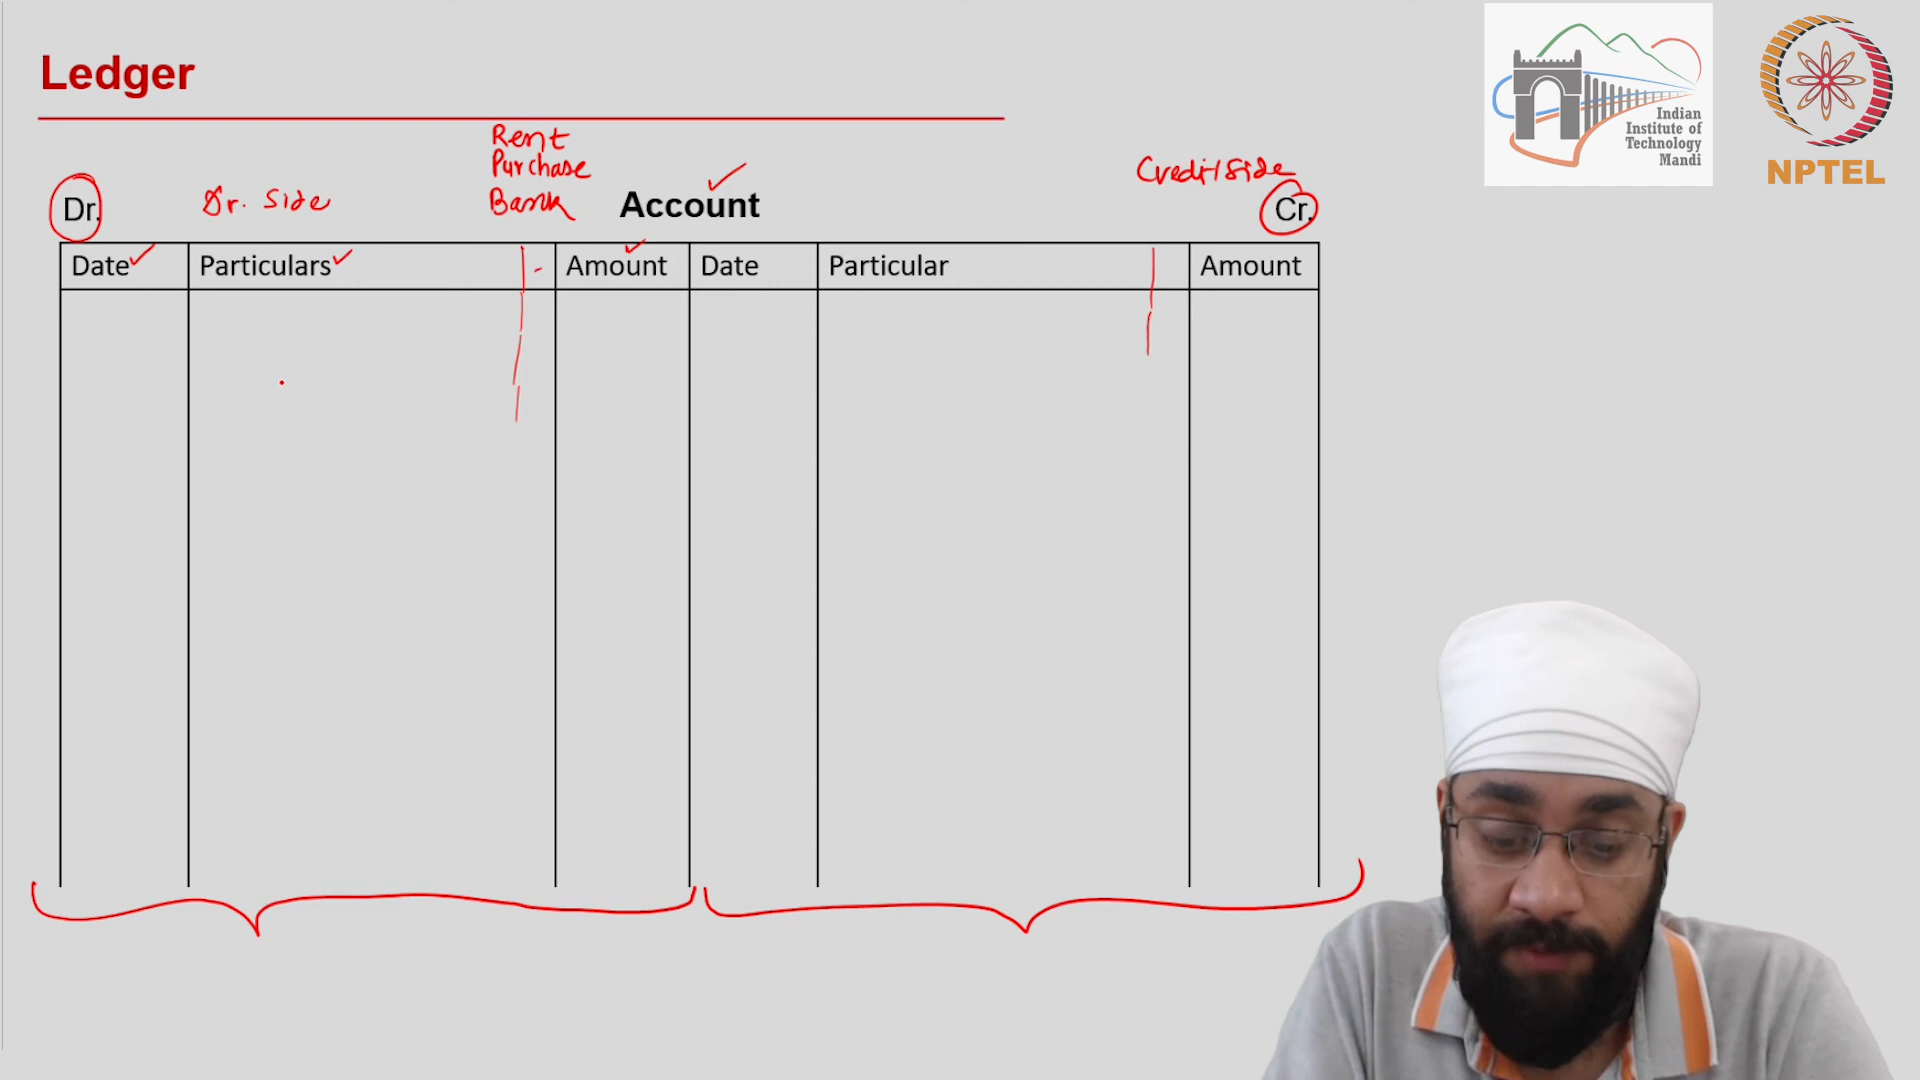 Ledger
Indian
Institute of
Technology
Mandi
NPTEL
Rent
Purchase
Bank
Account
Dr.
Dr. Side
Credit Side
Cr.
Date Particulars Amount Date Particular Amount